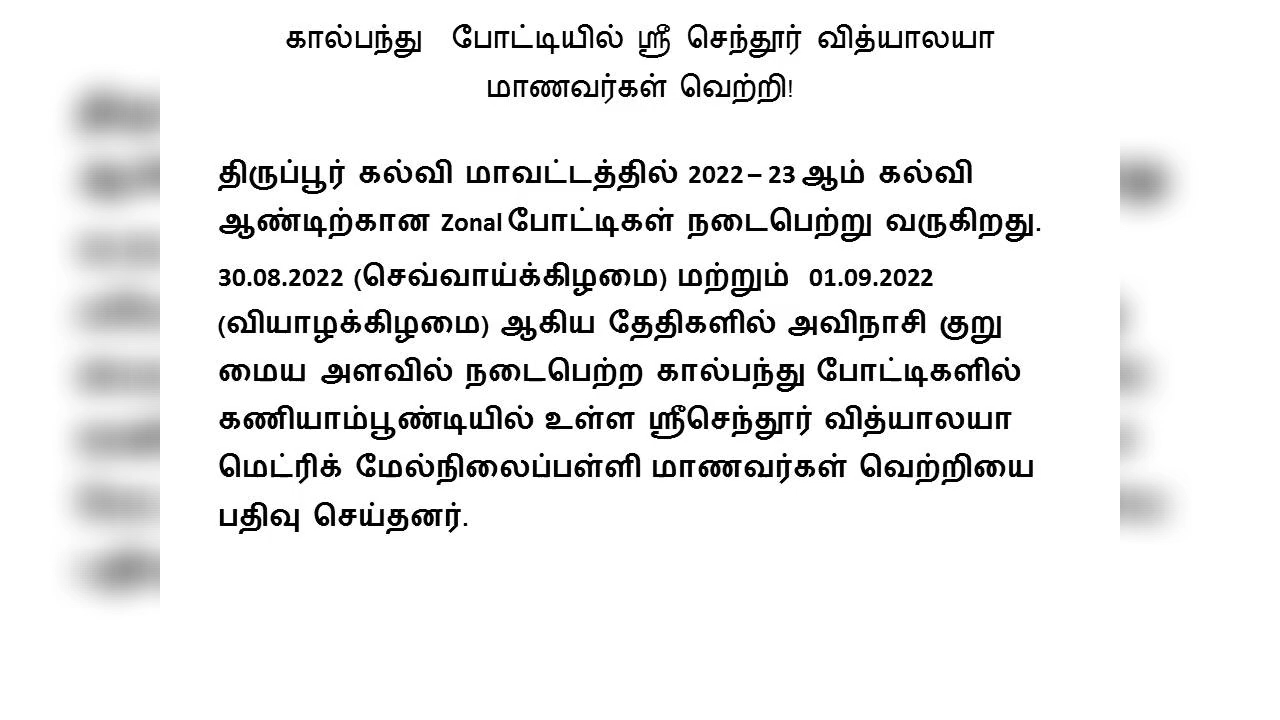 கால்பந்து போட்டியில் ஸ்ரீ செந்தூர் வித்யாலயா
மாணவர்கள் வெற்றி!
திருப்பூர் கல்வி மாவட்டத்தில் 2022 – 23 ஆம் கல்வி
ஆண்டிற்கான Zonal போட்டிகள் நடைபெற்று வருகிறது.
30.08.2022 (செவ்வாய்க்கிழமை) மற்றும் 01.09.2022
(வியாழக்கிழமை) ஆகிய தேதிகளில் அவிநாசி குறு
மைய அளவில் நடைபெற்ற கால்பந்து போட்டிகளில்
கணியாம்பூண்டியில் உள்ள ஸ்ரீசெந்தூர் வித்யாலயா
மெட்ரிக் மேல்நிலைப்பள்ளி மாணவர்கள் வெற்றியை
பதிவு செய்தனர்.